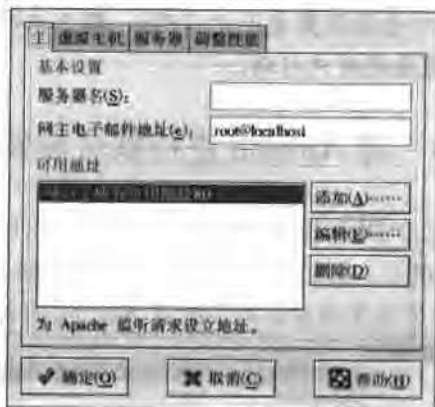 主 虚拟主机 服务器 调整性能
基本设置
服务器名(S):
网主电子邮件地址(e): root@localhost
可用地址
添加(A)……
编辑(E)……
删除(D)
为 Apache 监听请求设立地址。
确定(O) 取消(C) 帮助(H)